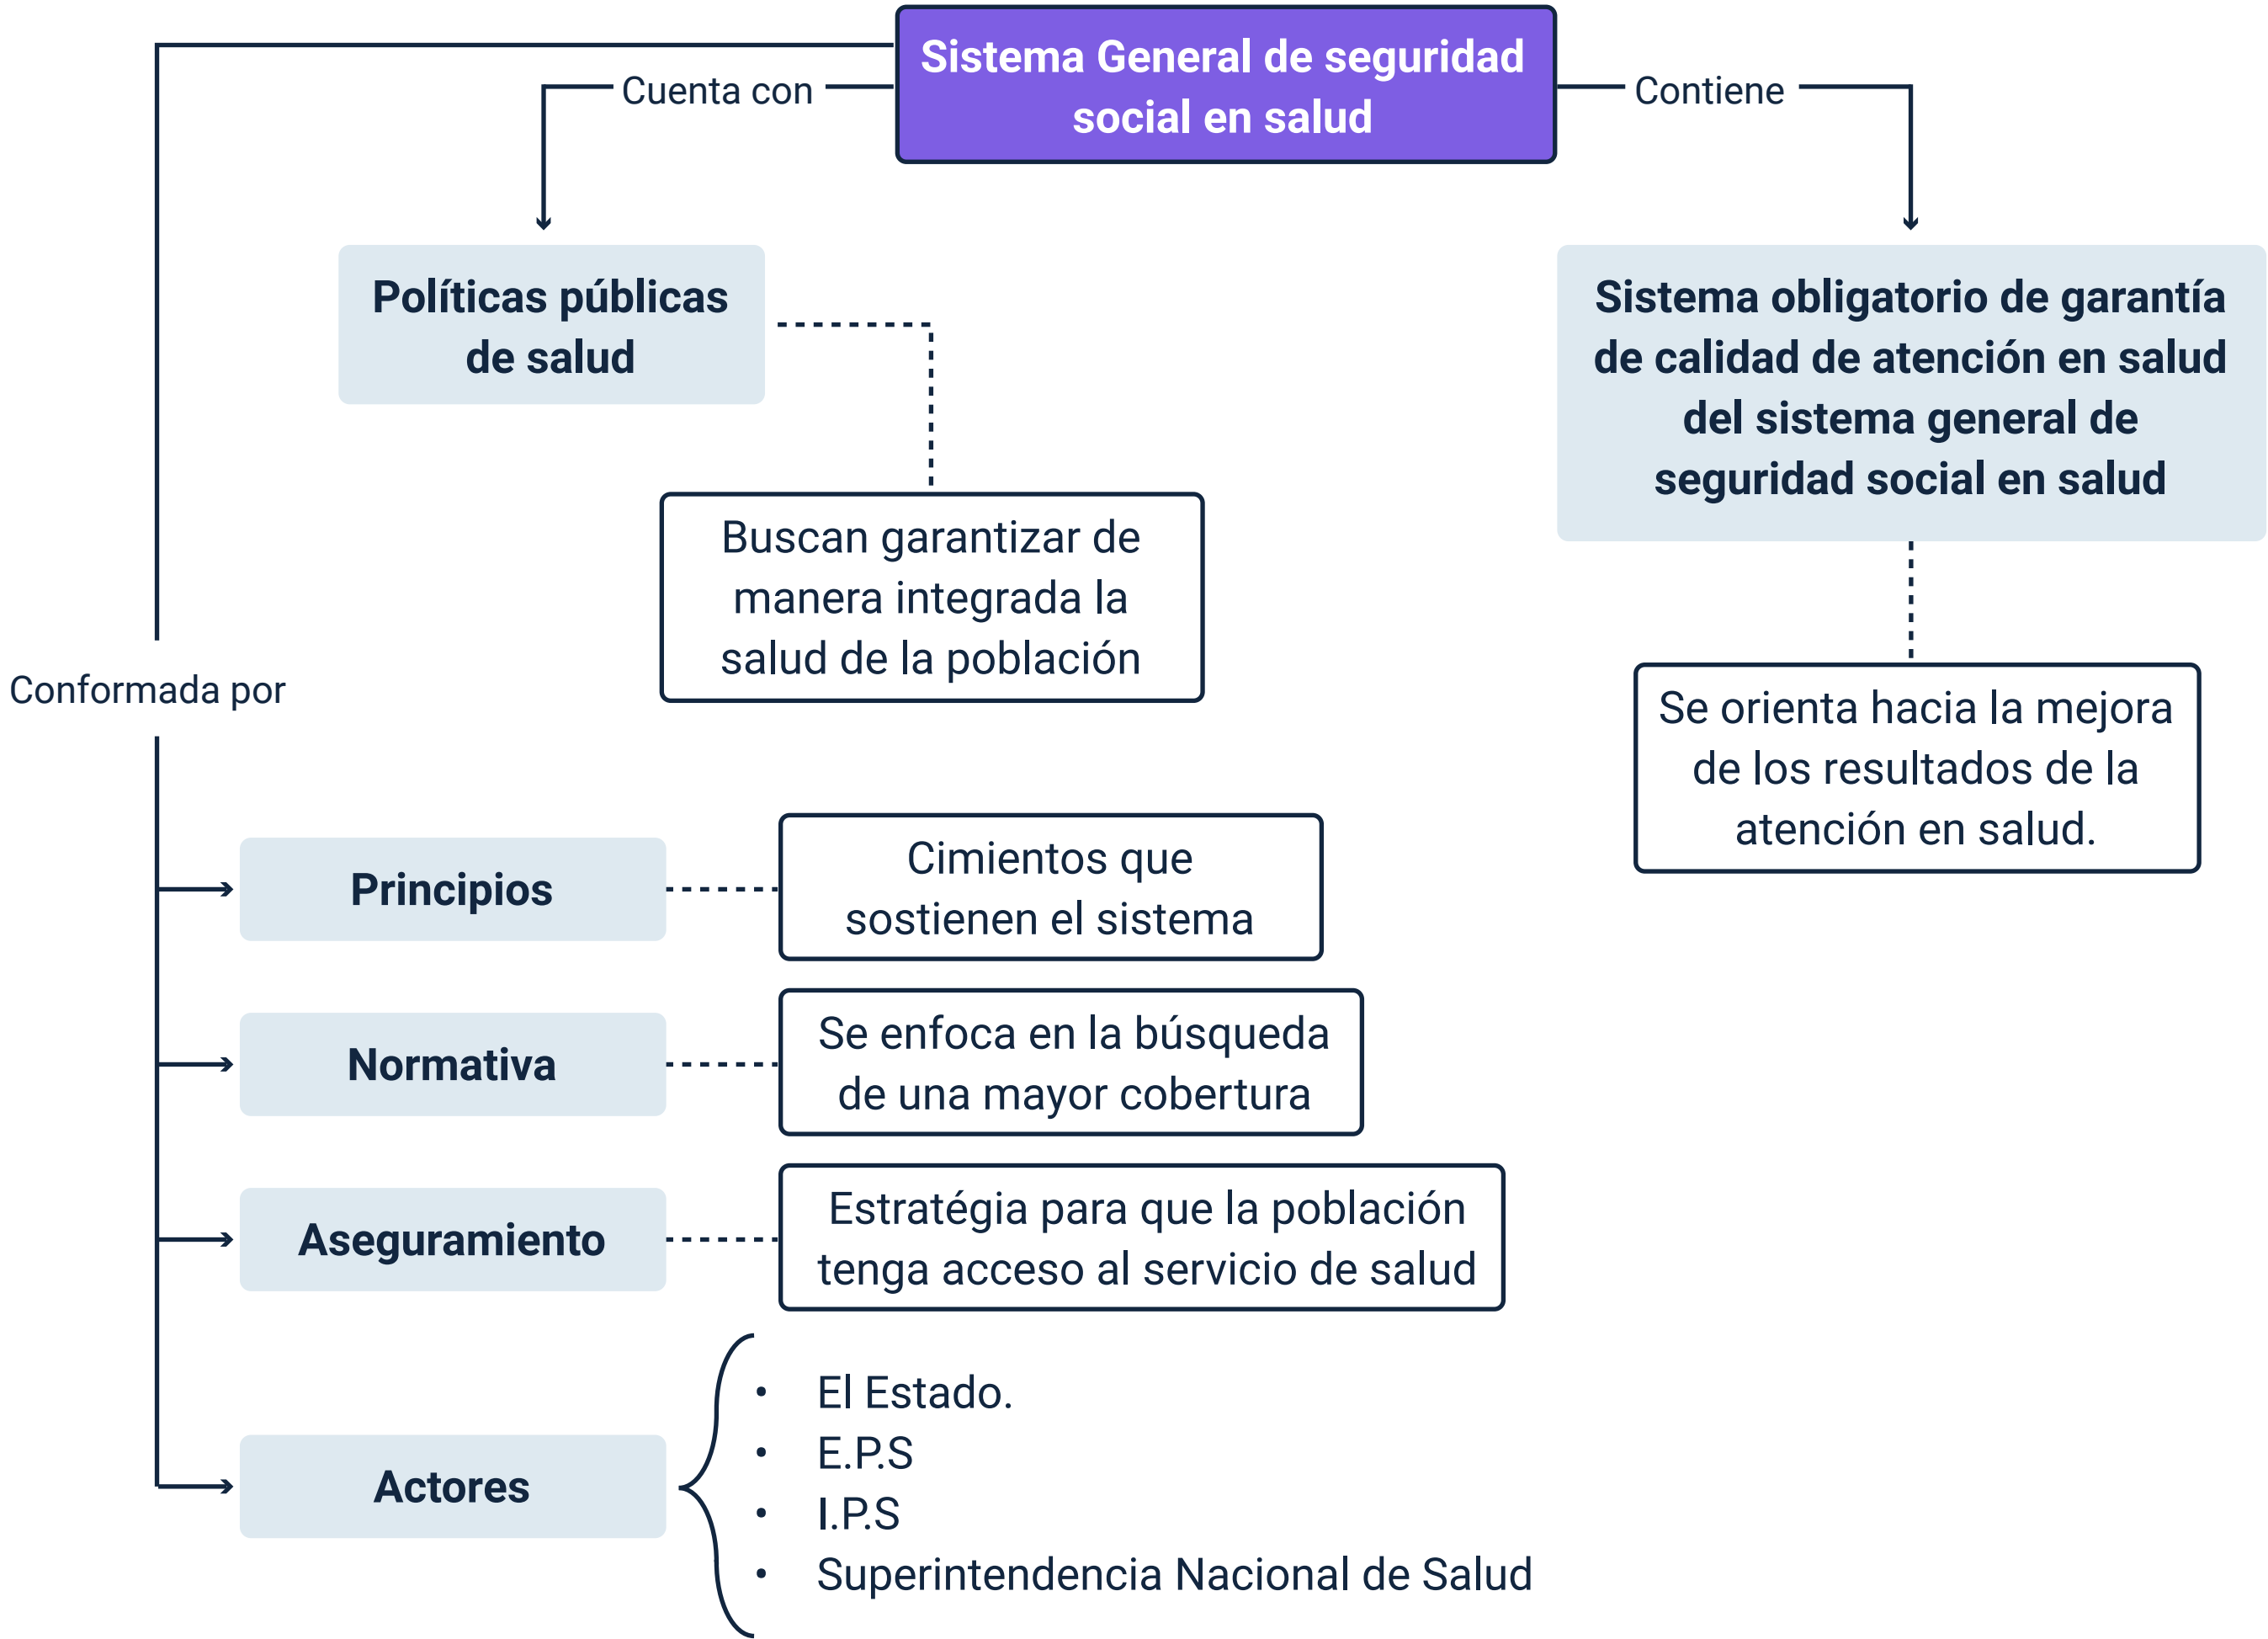 Sistema General de seguridad
social en salud
Cuenta con
Contiene
Políticas públicas
de salud
Sistema obligatorio de garantía
de calidad de atención en salud
del sistema general de
seguridad social en salud
Buscan garantizar de
manera integrada la
salud de la población
Se orienta hacia la mejora
de los resultados de la
atención en salud.
Conformada por
Principios
Cimientos que
sostienen el sistema
Normativa
Se enfoca en la búsqueda
de una mayor cobertura
Aseguramiento
Estratégia para que la población
tenga acceso al servicio de salud
Actores
• El Estado.
• E.P.S
• I.P.S
• Superintendencia Nacional de Salud